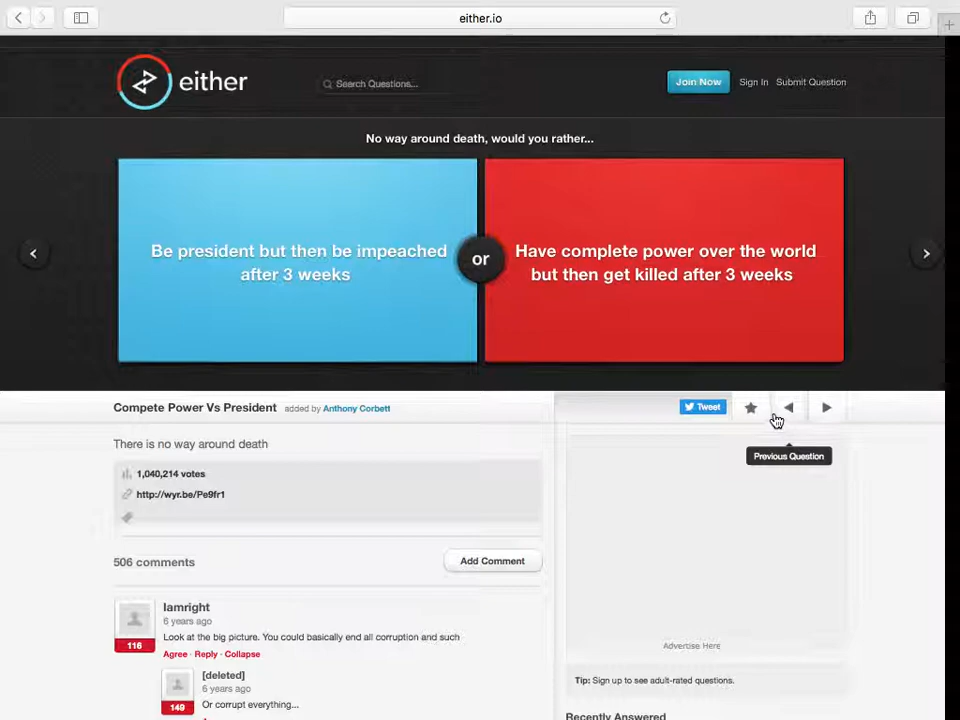 either.io
either
Search Questions...
Join Now
Sign In
Submit Question
No way around death, would you rather...
Be president but then be impeached
after 3 weeks
or
Have complete power over the world
but then get killed after 3 weeks
Compete Power Vs President
added by Anthony Corbett
Tweet
Previous Question
There is no way around death
1,040,214 votes
http://wyr.be/Pe9fr1
506 comments
Add Comment
Iamright
6 years ago
116
Look at the big picture. You could basically end all corruption and such
Agree · Reply · Collapse
[deleted]
6 years ago
149
Or corrupt everything...
Advertise Here
Tip: Sign up to see adult-rated questions.
Recently Answered